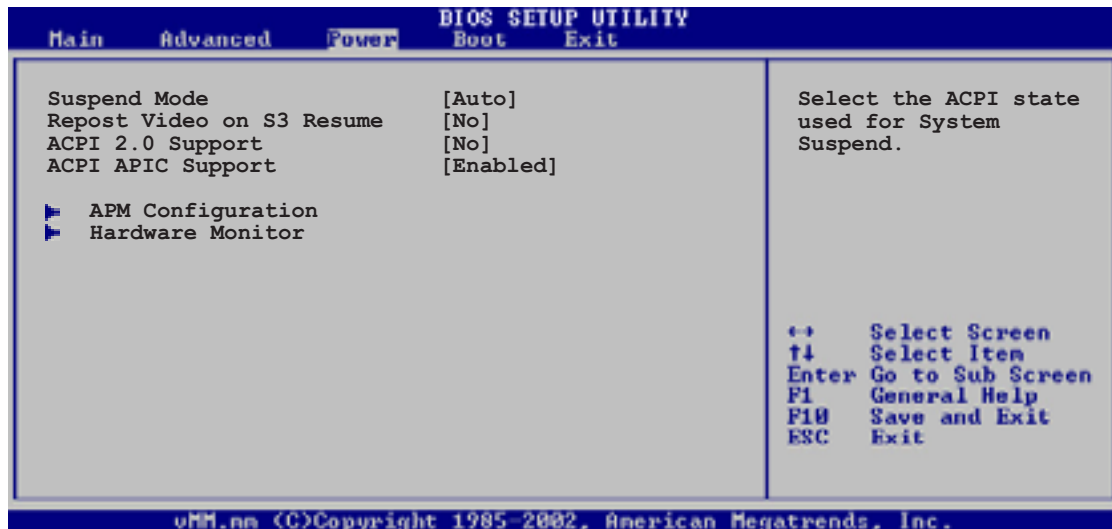 BIOS SETUP UTILITY
Main Advanced Power Boot Exit
Suspend Mode [Auto]
Repost Video on S3 Resume [No]
ACPI 2.0 Support [No]
ACPI APIC Support [Enabled]
APM Configuration
Hardware Monitor
Select the ACPI state
used for System
Suspend.
↔ Select Screen
↑↓ Select Item
Enter Go to Sub Screen
F1 General Help
F10 Save and Exit
ESC Exit
vMM.mm (C)Copyright 1985-2002, American Megatrends, Inc.